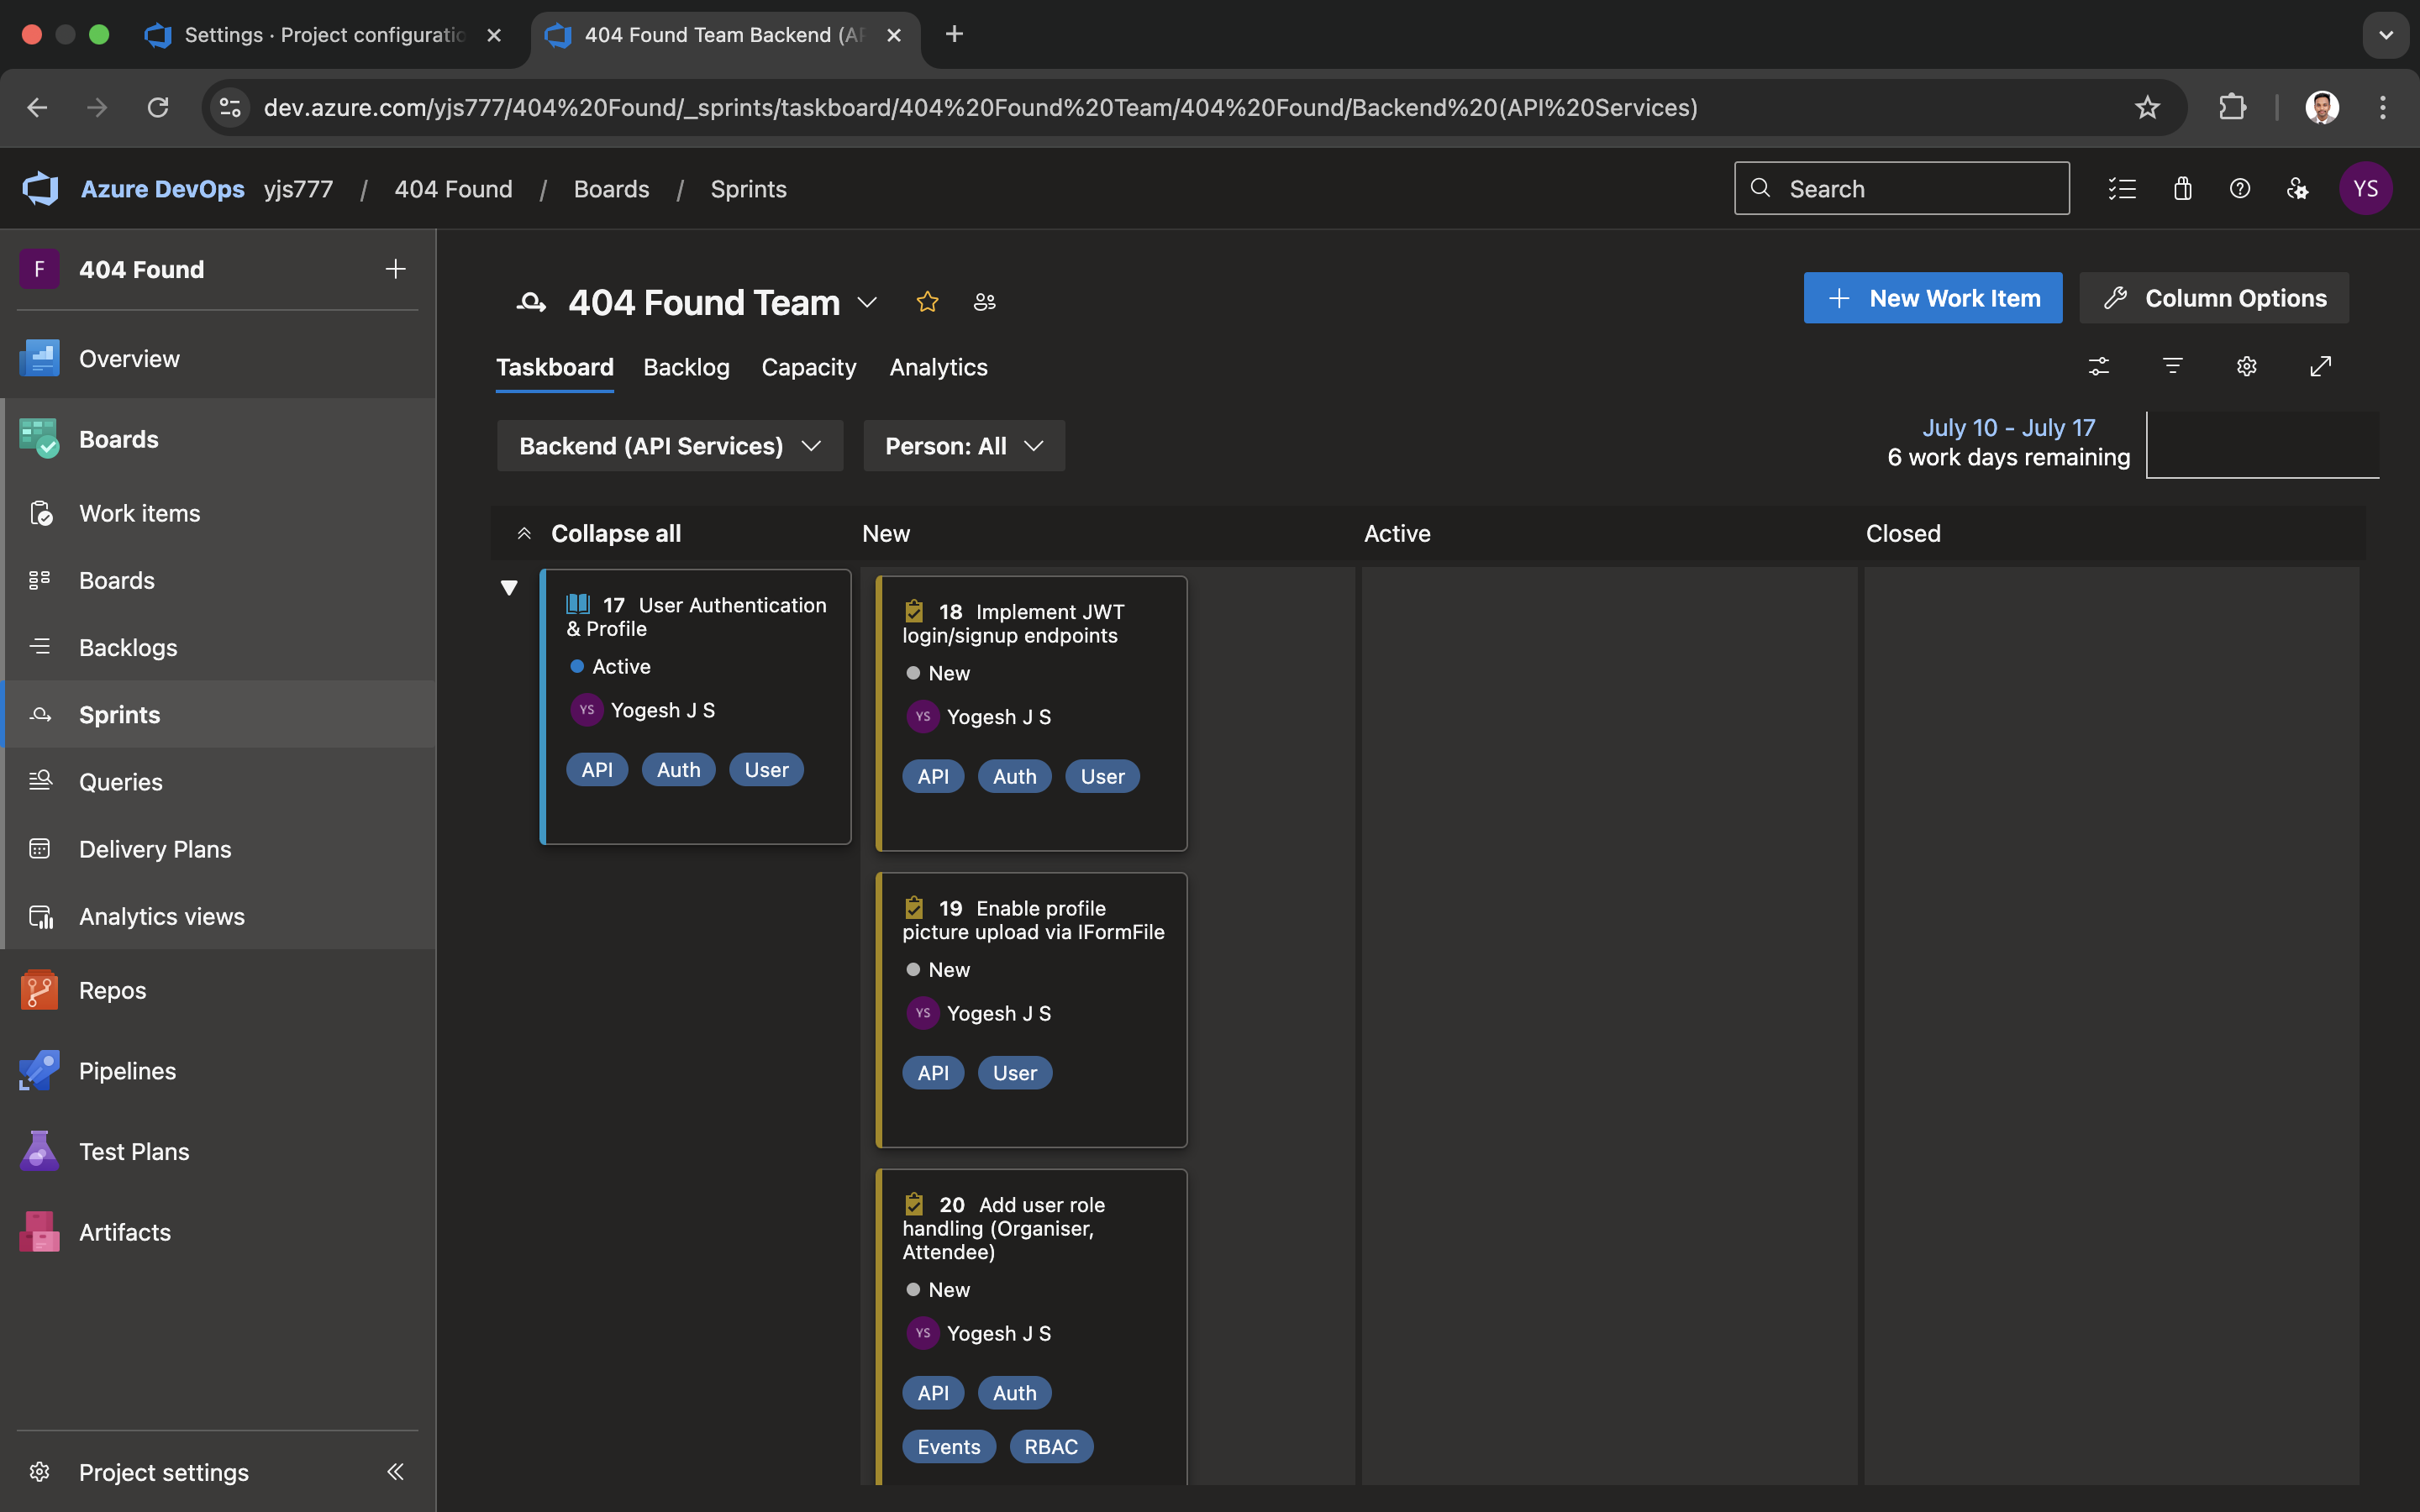 Settings · Project configuratio
404 Found Team Backend (AP
dev.azure.com/yjs777/404%20Found/_sprints/taskboard/404%20Found%20Team/404%20Found/Backend%20(API%20Services)
Azure DevOps yjs777 / 404 Found / Boards / Sprints
Search
YS
F 404 Found
Overview
Boards
Work items
Boards
Backlogs
Sprints
Queries
Delivery Plans
Analytics views
Repos
Pipelines
Test Plans
Artifacts
Project settings
404 Found Team
New Work Item
Column Options
Taskboard Backlog Capacity Analytics
Backend (API Services)
Person: All
July 10 - July 17
6 work days remaining
Collapse all
New
Active
Closed
17 User Authentication
& Profile
Active
YS Yogesh J S
API Auth User
18 Implement JWT
login/signup endpoints
New
YS Yogesh J S
API Auth User
19 Enable profile
picture upload via IFormFile
New
YS Yogesh J S
API User
20 Add user role
handling (Organiser,
Attendee)
New
YS Yogesh J S
API Auth
Events RBAC